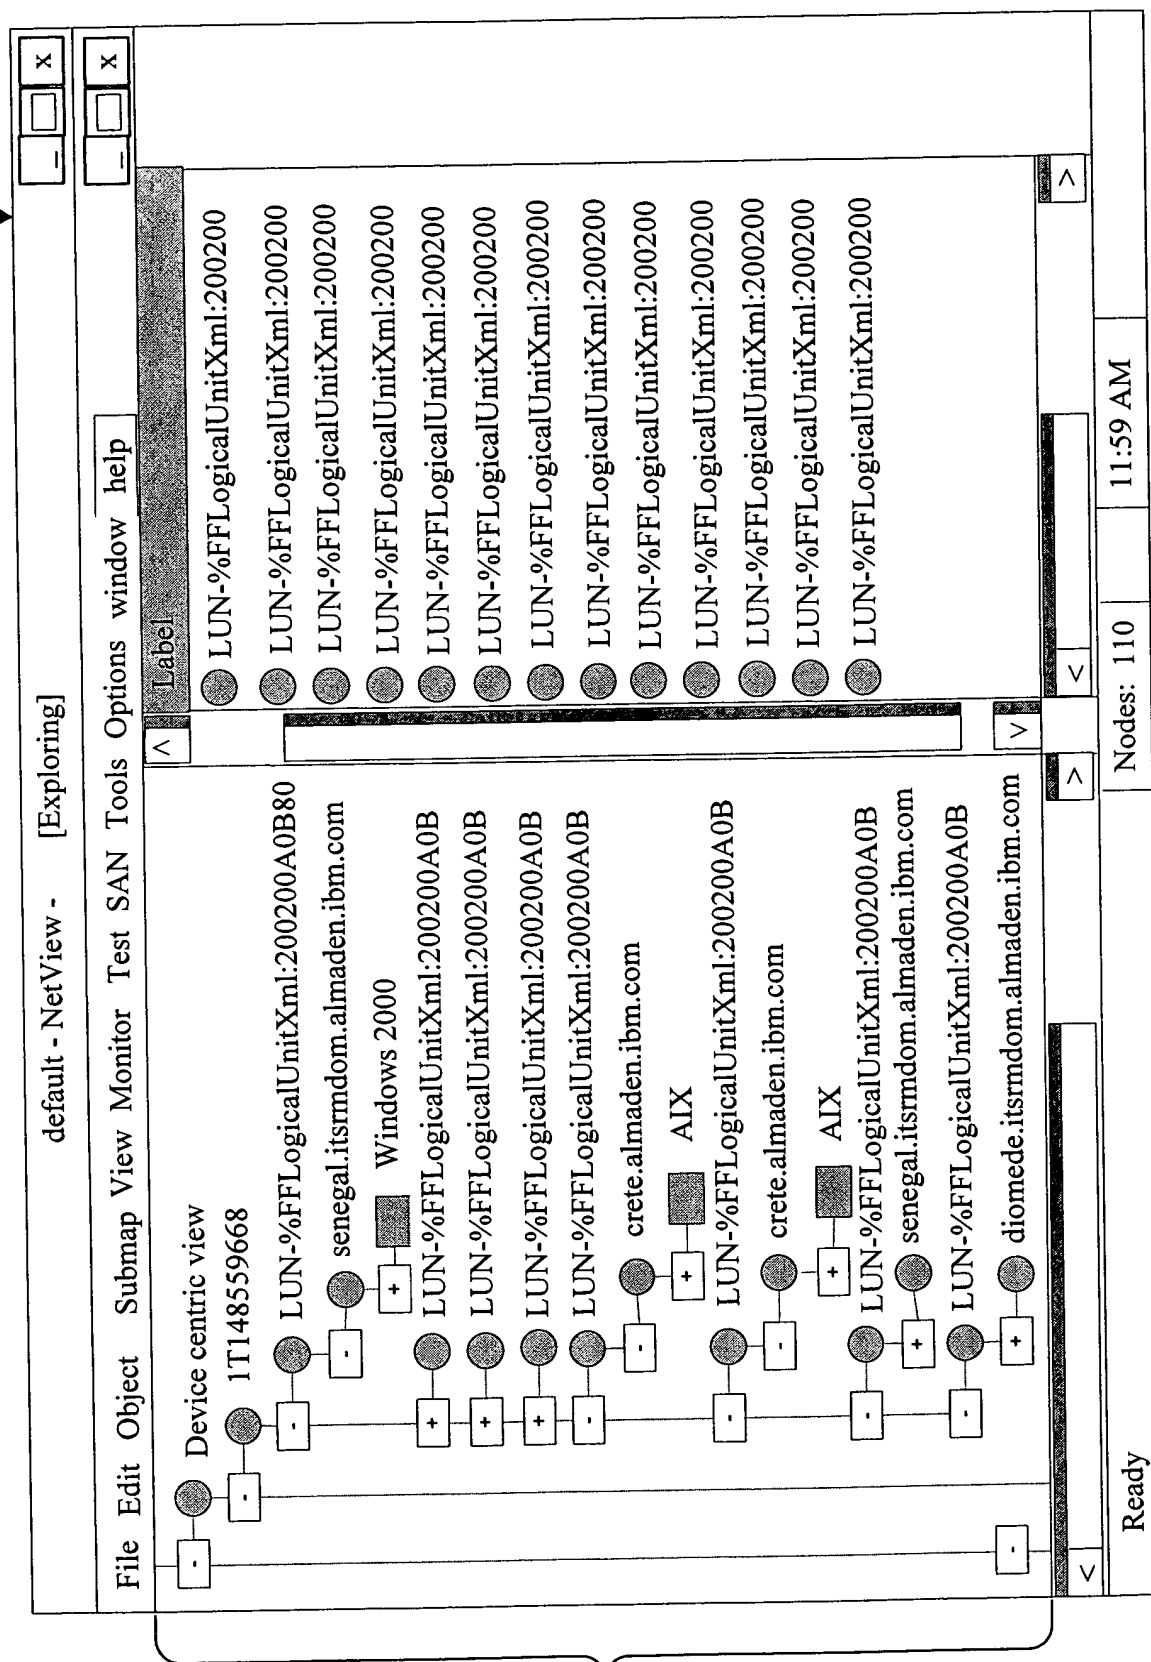 default - NetView - [Exploring]
_ x
File Edit Object Submap View Monitor Test SAN Tools Options window help
_ x
Device centric view
1T148559668
LUN-%FFLogicalUnitXml:200200A0B80
senegal.itsrmdom.almaden.ibm.com
+ Windows 2000
+ LUN-%FFLogicalUnitXml:200200A0B
+ LUN-%FFLogicalUnitXml:200200A0B
+ LUN-%FFLogicalUnitXml:200200A0B
- LUN-%FFLogicalUnitXml:200200A0B
- crete.almaden.ibm.com
+ AIX
- LUN-%FFLogicalUnitXml:200200A0B
- crete.almaden.ibm.com
+ AIX
- LUN-%FFLogicalUnitXml:200200A0B
+ senegal.itsrmdom.almaden.ibm.com
- LUN-%FFLogicalUnitXml:200200A0B
+ diomede.itsrmdom.almaden.ibm.com
Label
LUN-%FFLogicalUnitXml:200200
LUN-%FFLogicalUnitXml:200200
LUN-%FFLogicalUnitXml:200200
LUN-%FFLogicalUnitXml:200200
LUN-%FFLogicalUnitXml:200200
LUN-%FFLogicalUnitXml:200200
LUN-%FFLogicalUnitXml:200200
LUN-%FFLogicalUnitXml:200200
LUN-%FFLogicalUnitXml:200200
LUN-%FFLogicalUnitXml:200200
LUN-%FFLogicalUnitXml:200200
LUN-%FFLogicalUnitXml:200200
LUN-%FFLogicalUnitXml:200200
Ready
Nodes: 110
11:59 AM